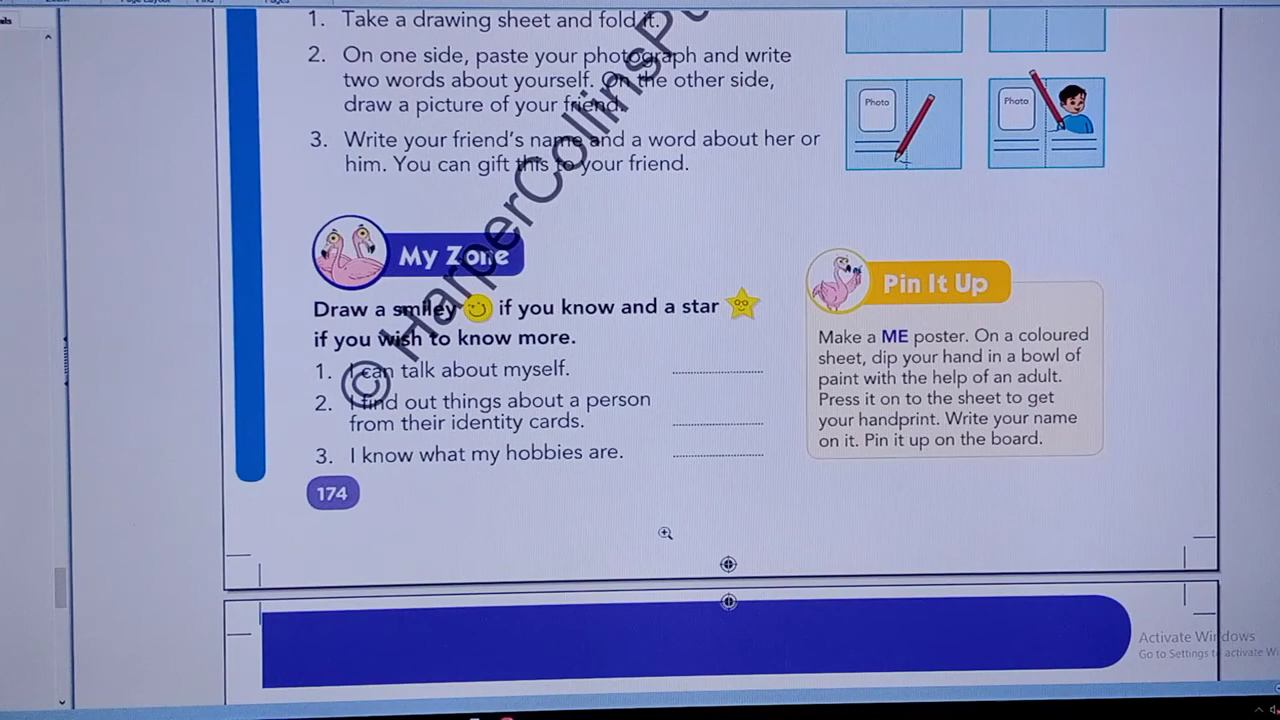 1. Take a drawing sheet and fold it.
2. On one side, paste your photograph and write
two words about yourself. On the other side,
draw a picture of your friend.
3. Write your friend's name and a word about her or
him. You can gift this to your friend.
Photo
Photo
My Zone
Draw a smiley if you know and a star
if you wish to know more.
1. I can talk about myself.
2. I find out things about a person
from their identity cards.
3. I know what my hobbies are.
174
Pin It Up
Make a ME poster. On a coloured
sheet, dip your hand in a bowl of
paint with the help of an adult.
Press it on to the sheet to get
your handprint. Write your name
on it. Pin it up on the board.
© HarperCollinsPu
Activate Windows
Go to Settings to activate Wi